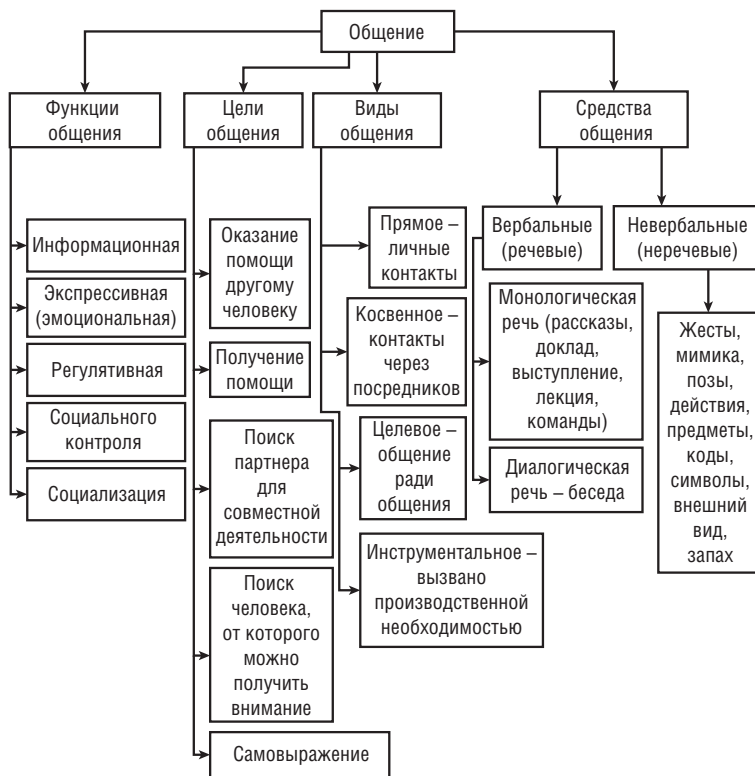 Общение
Функции
общения
Цели
общения
Виды
общения
Средства
общения
Информационная
Экспрессивная
(эмоциональная)
Регулятивная
Социального
контроля
Социализация
Оказание
помощи
другому
человеку
Получение
помощи
Поиск
партнера
для
совместной
деятельности
Поиск
человека,
от которого
можно
получить
внимание
Самовыражение
Прямое –
личные
контакты
Косвенное –
контакты
через
посредников
Целевое –
общение
ради
общения
Инструментальное –
вызвано
производственной
необходимостью
Вербальные
(речевые)
Монологическая
речь (рассказы,
доклад,
выступление,
лекция,
команды)
Диалогическая
речь – беседа
Невербальные
(неречевые)
Жесты,
мимика,
позы,
действия,
предметы,
коды,
символы,
внешний
вид,
запах